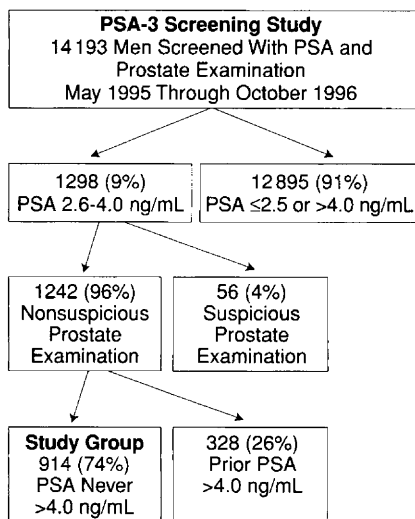 PSA-3 Screening Study
14 193 Men Screened With PSA and
Prostate Examination
May 1995 Through October 1996
1298 (9%)
PSA 2.6-4.0 ng/mL
12 895 (91%)
PSA ≤2.5 or >4.0 ng/mL
1242 (96%)
Nonsuspicious
Prostate
Examination
56 (4%)
Suspicious
Prostate
Examination
Study Group
914 (74%)
PSA Never
>4.0 ng/mL
328 (26%)
Prior PSA
>4.0 ng/mL